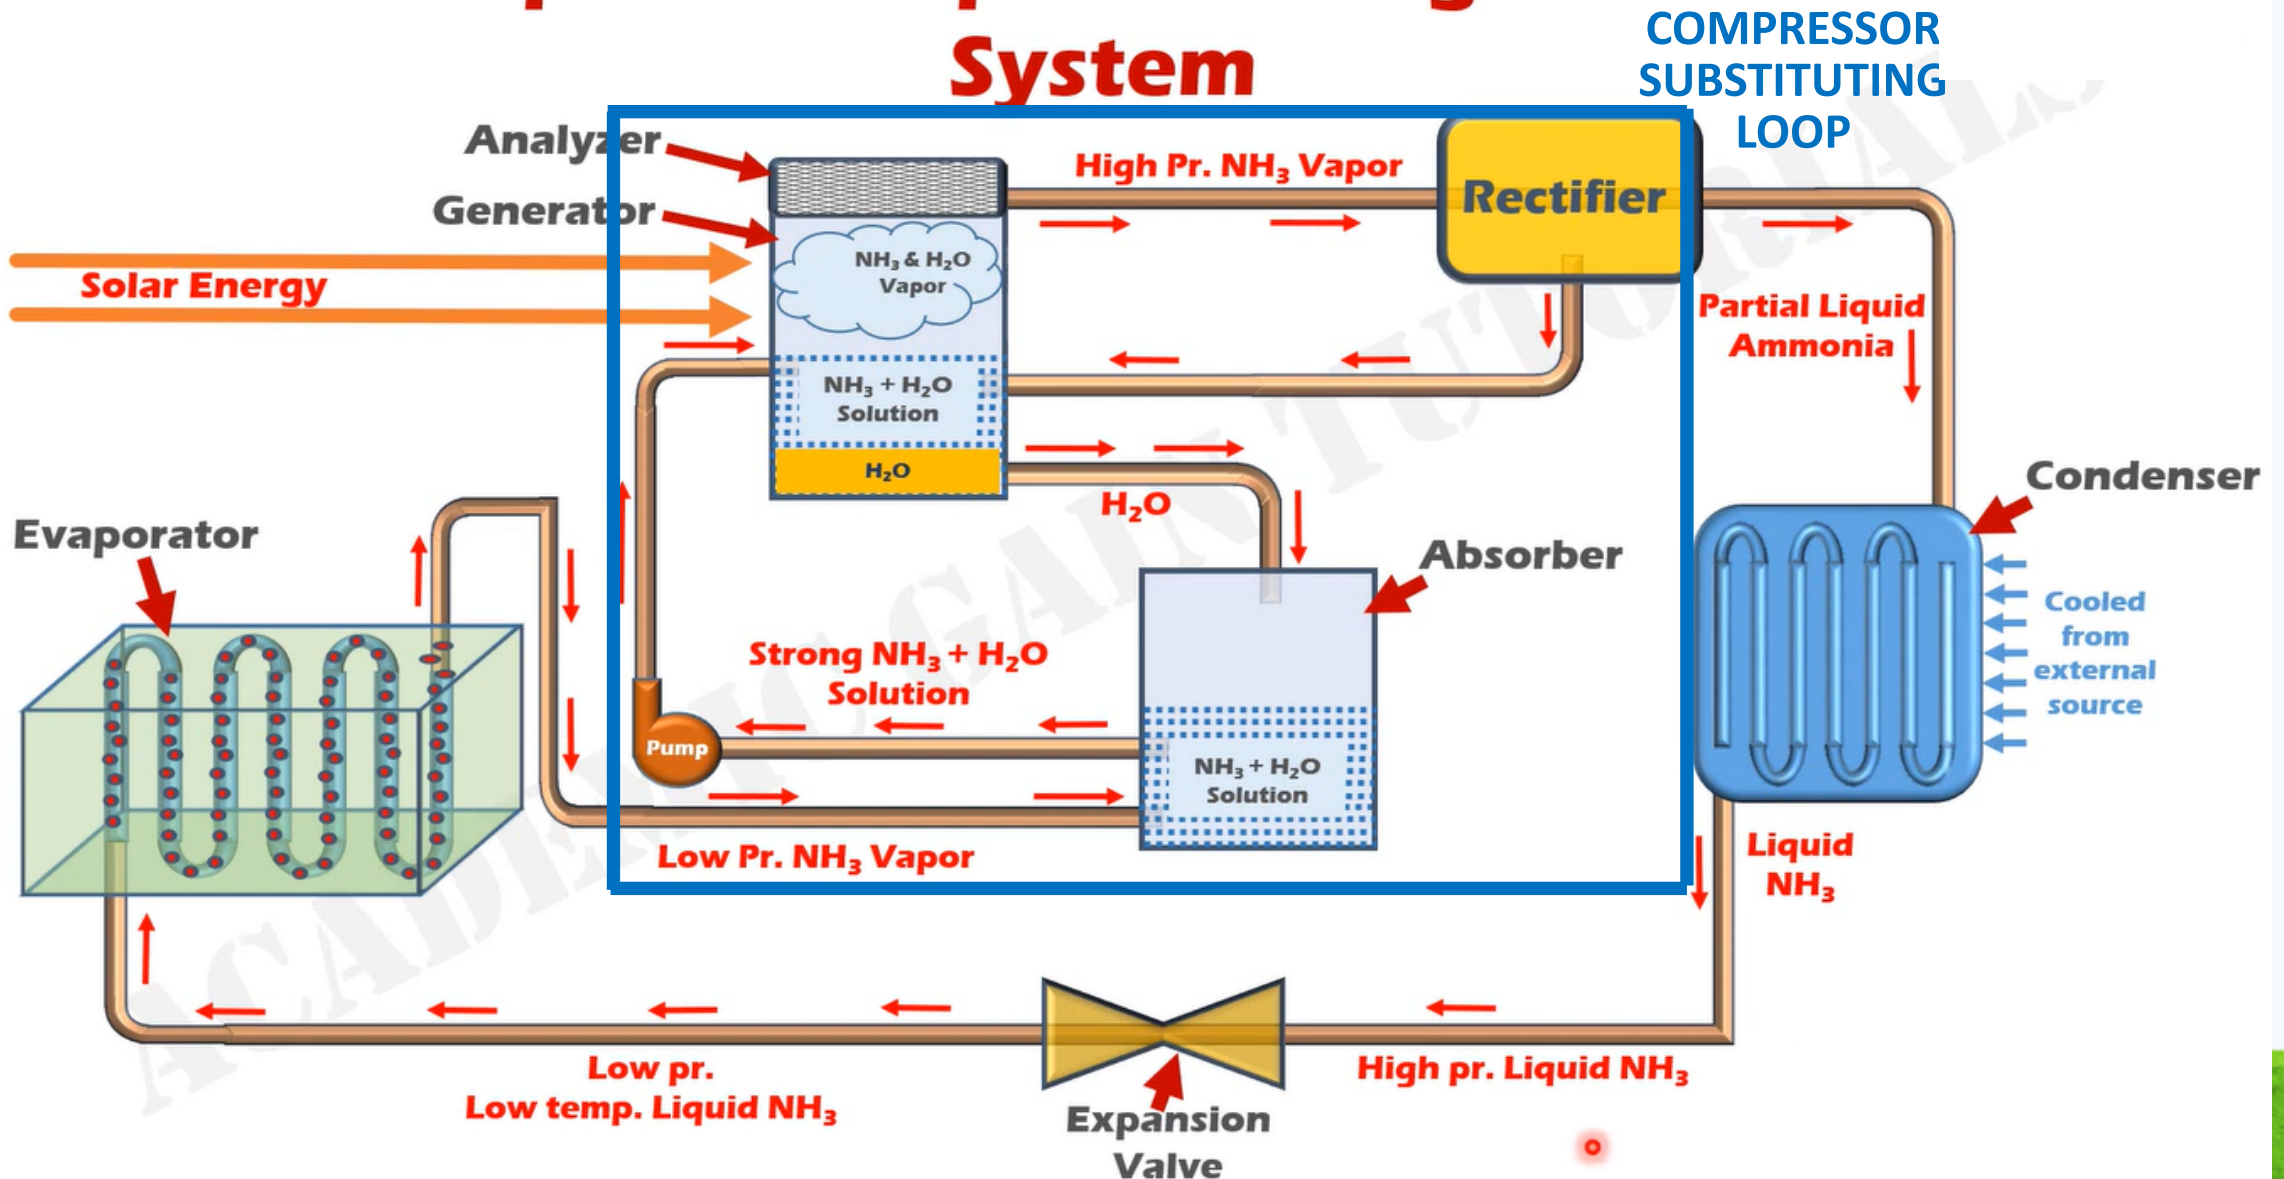 System
COMPRESSOR
SUBSTITUTING
LOOP
Analyzer
High Pr. NH₃ Vapor
Rectifier
Generator
NH₃ & H₂O
Vapor
Solar Energy
Partial Liquid
Ammonia
NH₃ + H₂O
Solution
H₂O
H₂O
Condenser
Evaporator
Absorber
Cooled
from
external
source
Strong NH₃ + H₂O
Solution
Pump
NH₃ + H₂O
Solution
Low Pr. NH₃ Vapor
Liquid
NH₃
Low pr.
Low temp. Liquid NH₃
High pr. Liquid NH₃
Expansion
Valve
ACADEMIC GAIN TUTORIALS